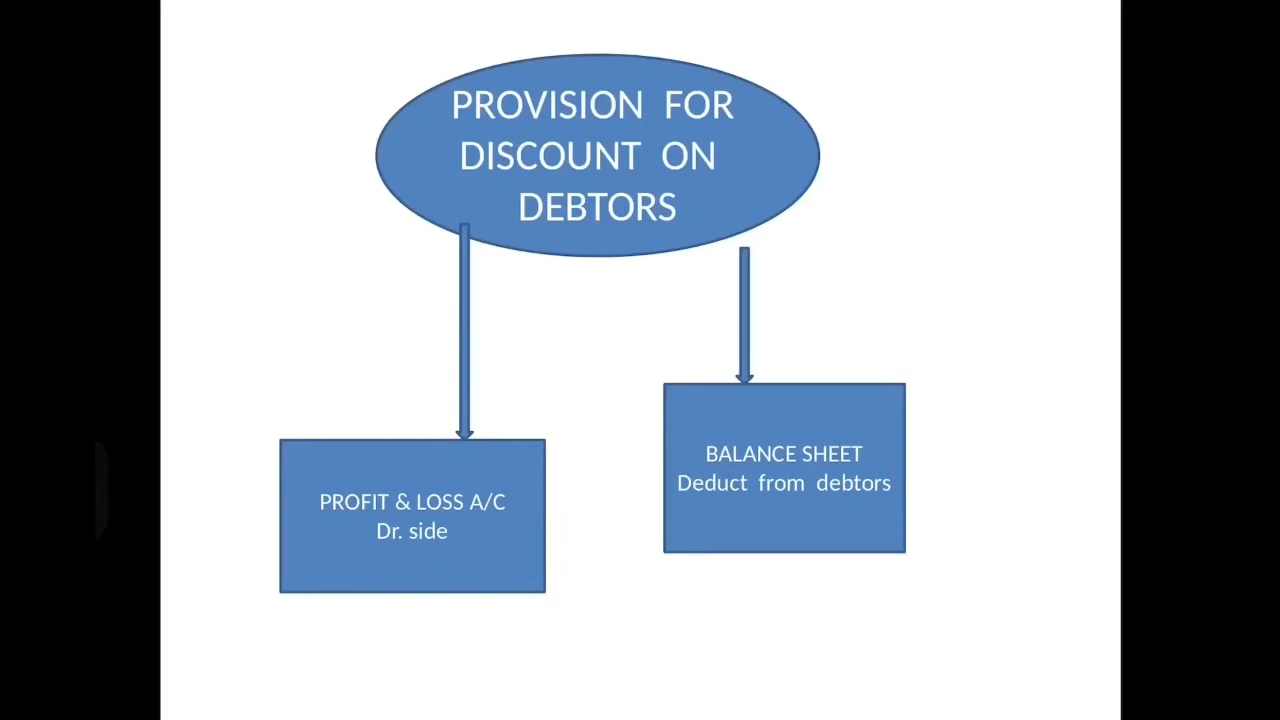 PROVISION FOR
DISCOUNT ON
DEBTORS
PROFIT & LOSS A/C
Dr. side
BALANCE SHEET
Deduct from debtors